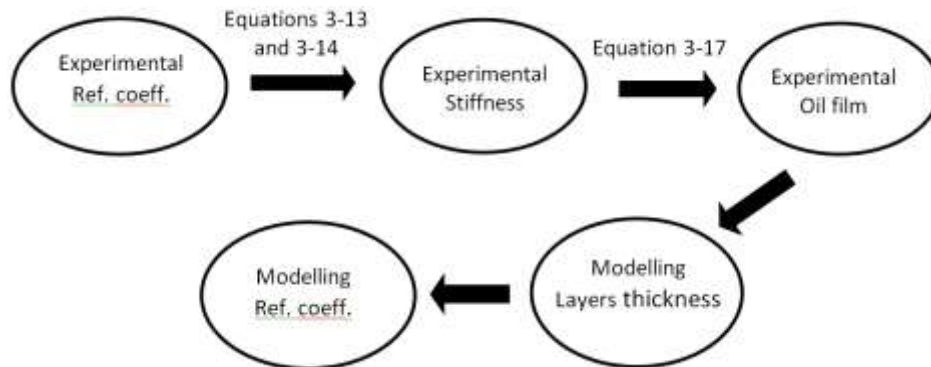 Equations 3-13
and 3-14
Equation 3-17
Experimental
Ref. coeff.
Experimental
Stiffness
Experimental
Oil film
Modelling
Ref. coeff.
Modelling
Layers thickness